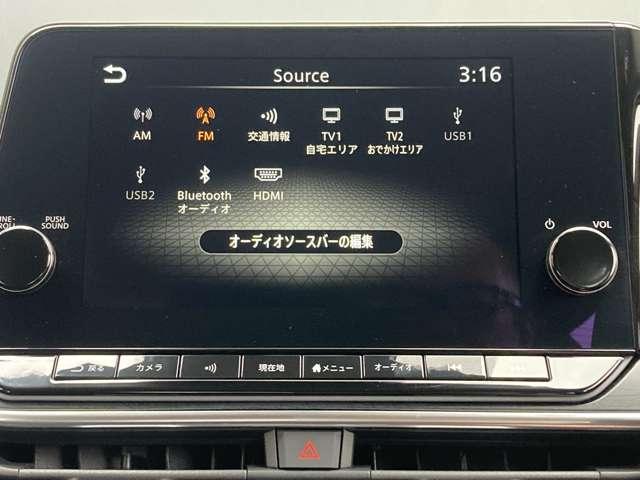 Source
3:16
AM
FM
交通情報
TV1
自宅エリア
TV2
おでかけエリア
USB1
USB2
Bluetooth
オーディオ
HDMI
オーディオソースバーの編集
TUNE-
SCROLL
PUSH
SOUND
VOL
戻る
カメラ
現在地
メニュー
オーディオ